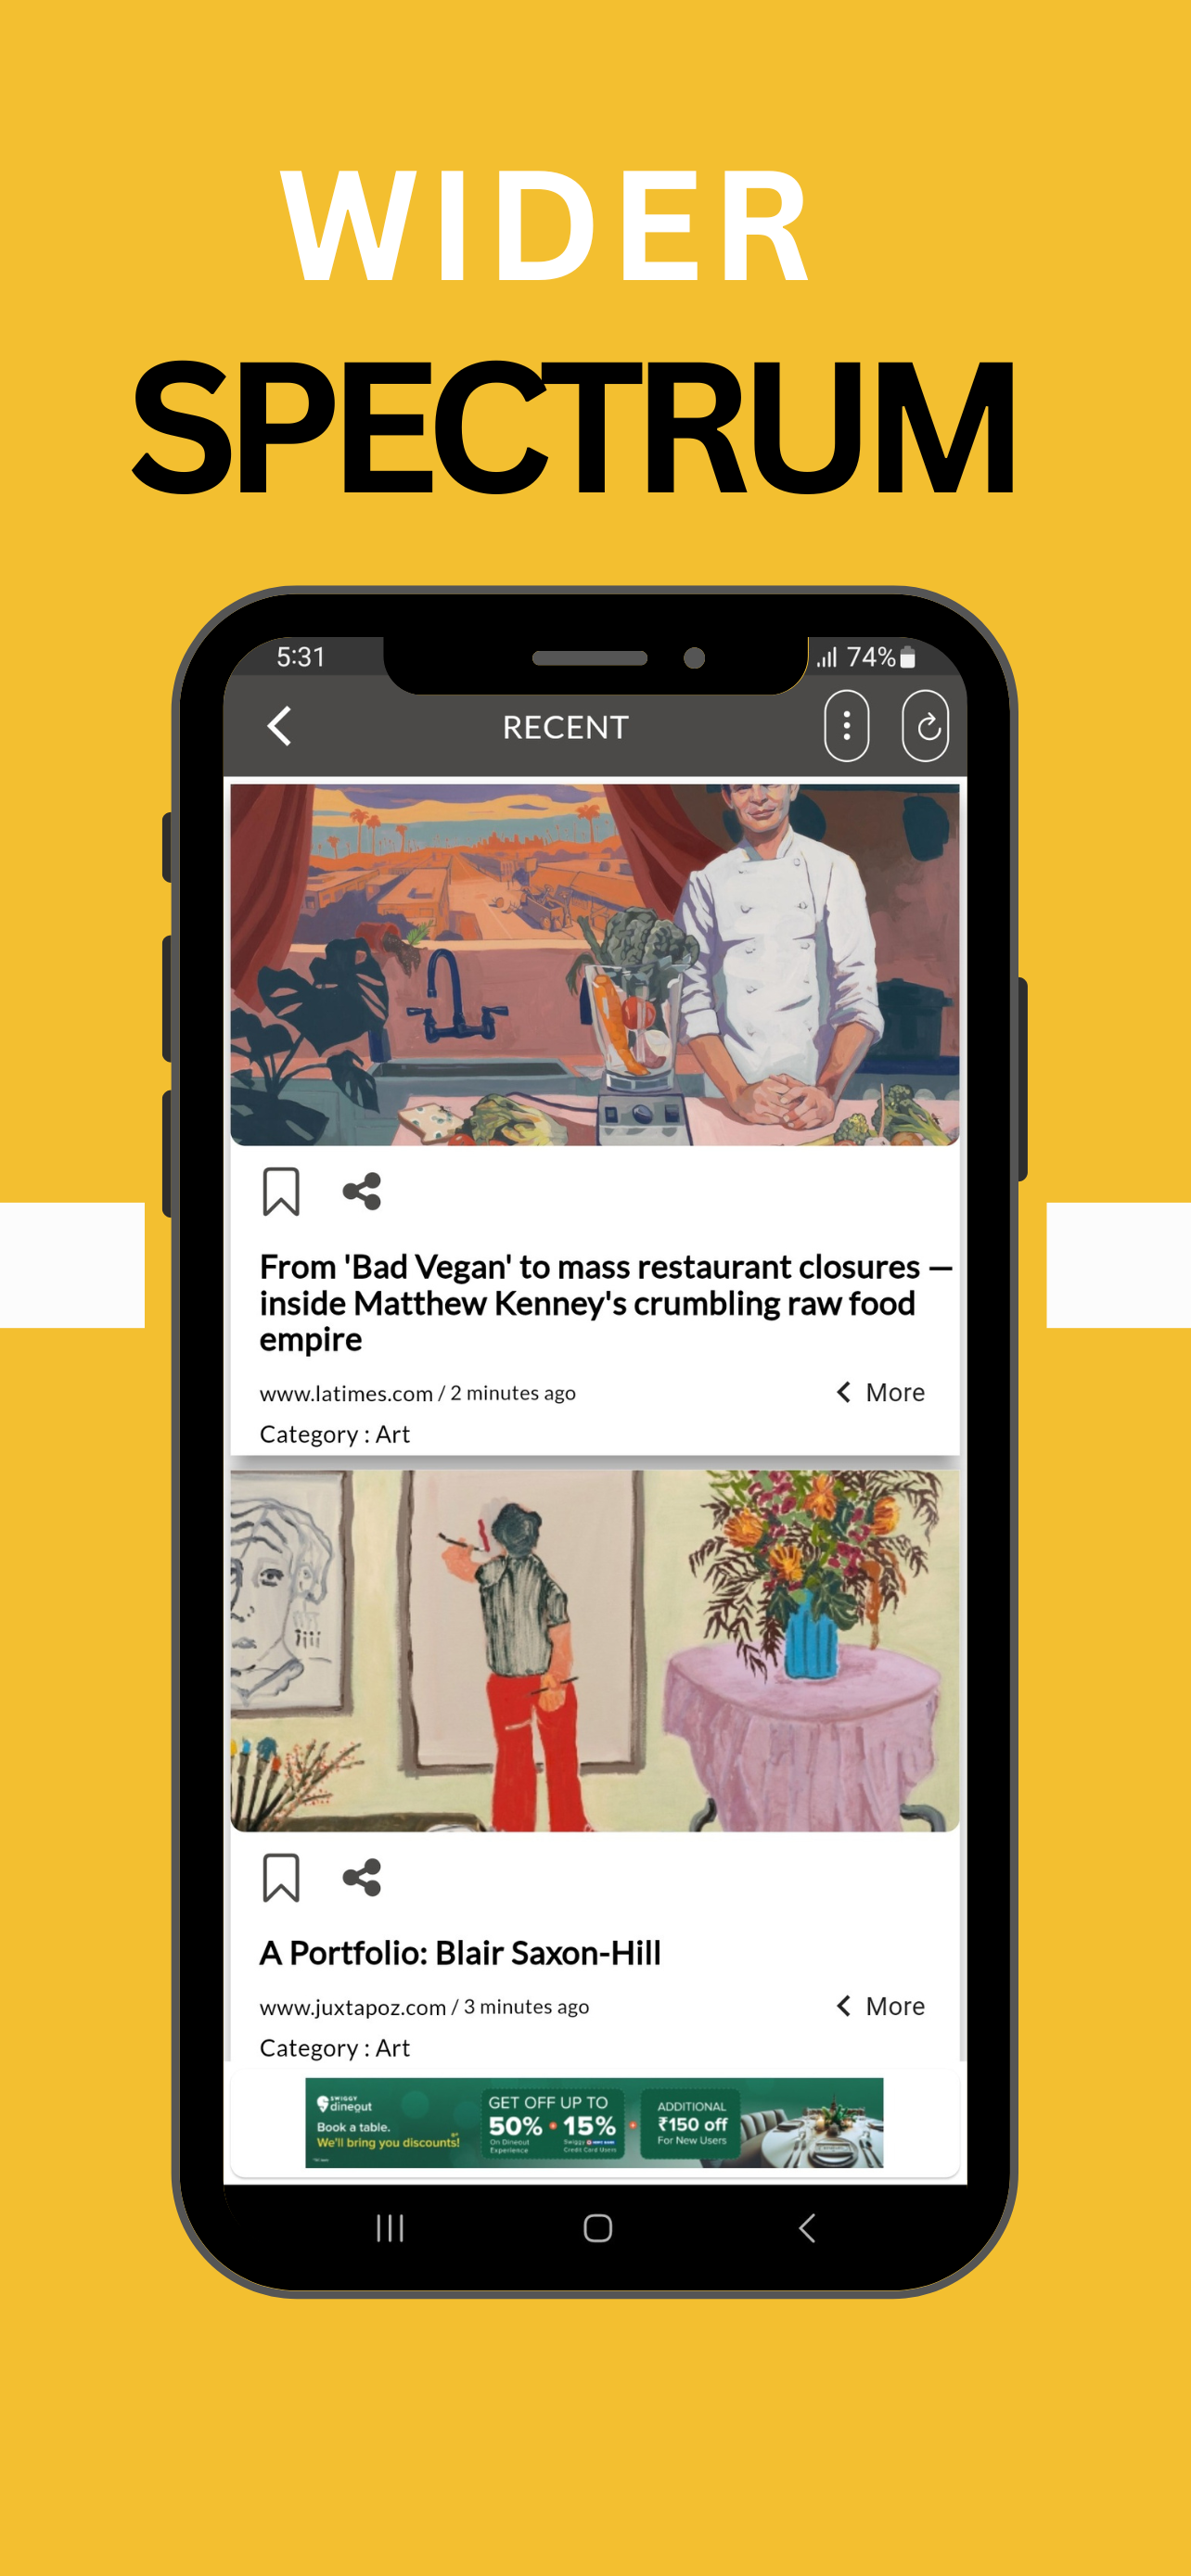 WIDER
SPECTRUM
5:31
74%
RECENT
From 'Bad Vegan' to mass restaurant closures —
inside Matthew Kenney's crumbling raw food
empire
www.latimes.com / 2 minutes ago
More
Category : Art
A Portfolio: Blair Saxon-Hill
www.juxtapoz.com / 3 minutes ago
More
Category : Art
SWIGGY
dineout
Book a table.
We'll bring you discounts!
GET OFF UP TO
50%
15%
On Dineout
Experience
Swiggy
Credit Card Users
ADDITIONAL
₹150 off
For New Users